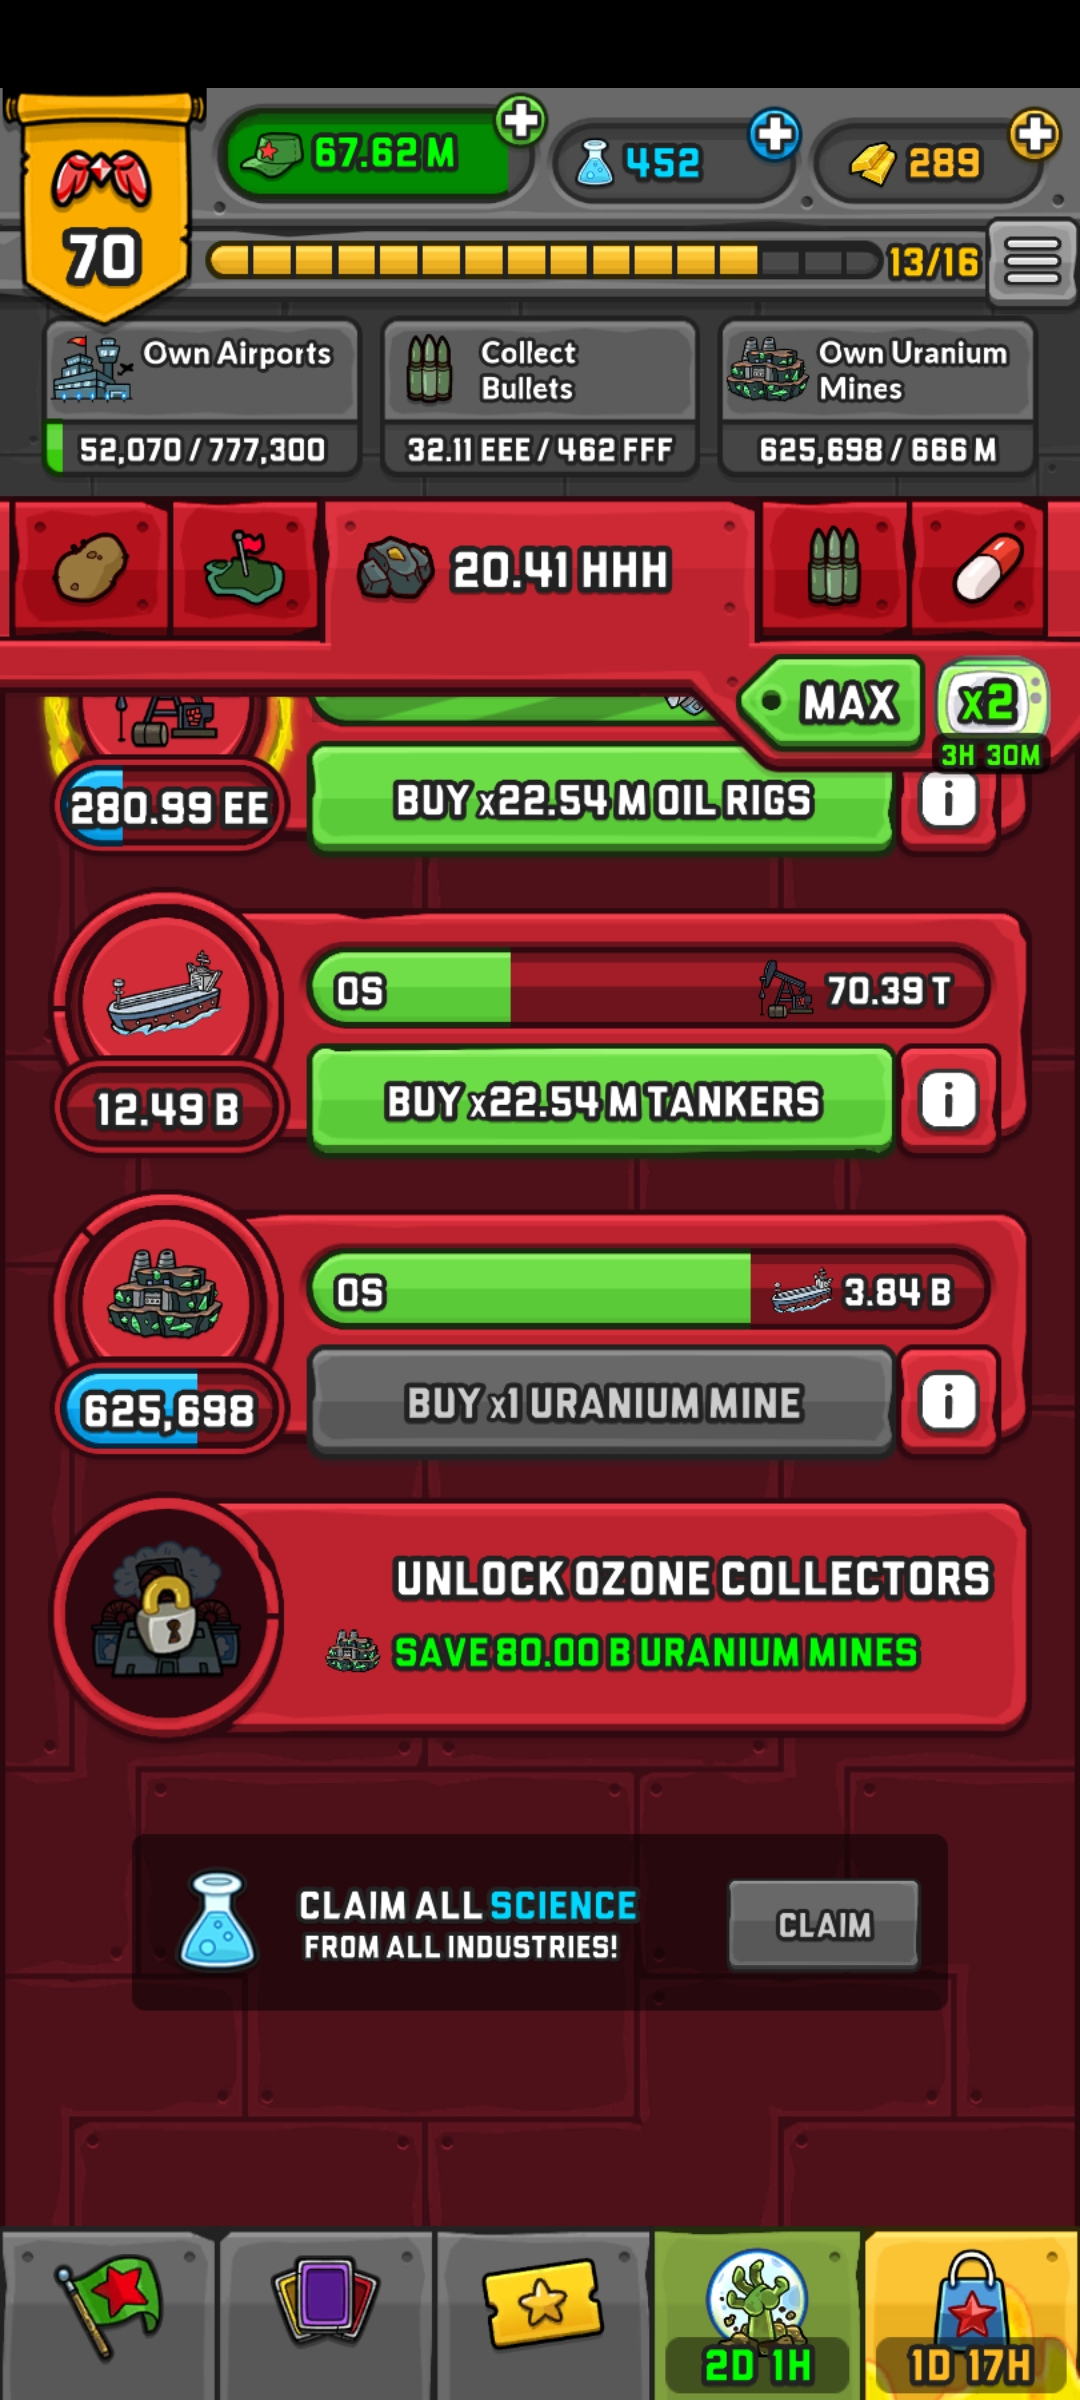 67.62 M
452
289
70
13/16
Own Airports
52,070 / 777,300
Collect
Bullets
32.11 EEE / 462 FFF
Own Uranium
Mines
625,698 / 666 M
20.41 HHH
MAX
x2
3H 30M
280.99 EE
BUY x22.54 M OIL RIGS
i
0S
70.39 T
12.49 B
BUY x22.54 M TANKERS
i
0S
3.84 B
625,698
BUY x1 URANIUM MINE
i
UNLOCK OZONE COLLECTORS
SAVE 80.00 B URANIUM MINES
CLAIM ALL SCIENCE
FROM ALL INDUSTRIES!
CLAIM
2D 1H
1D 17H